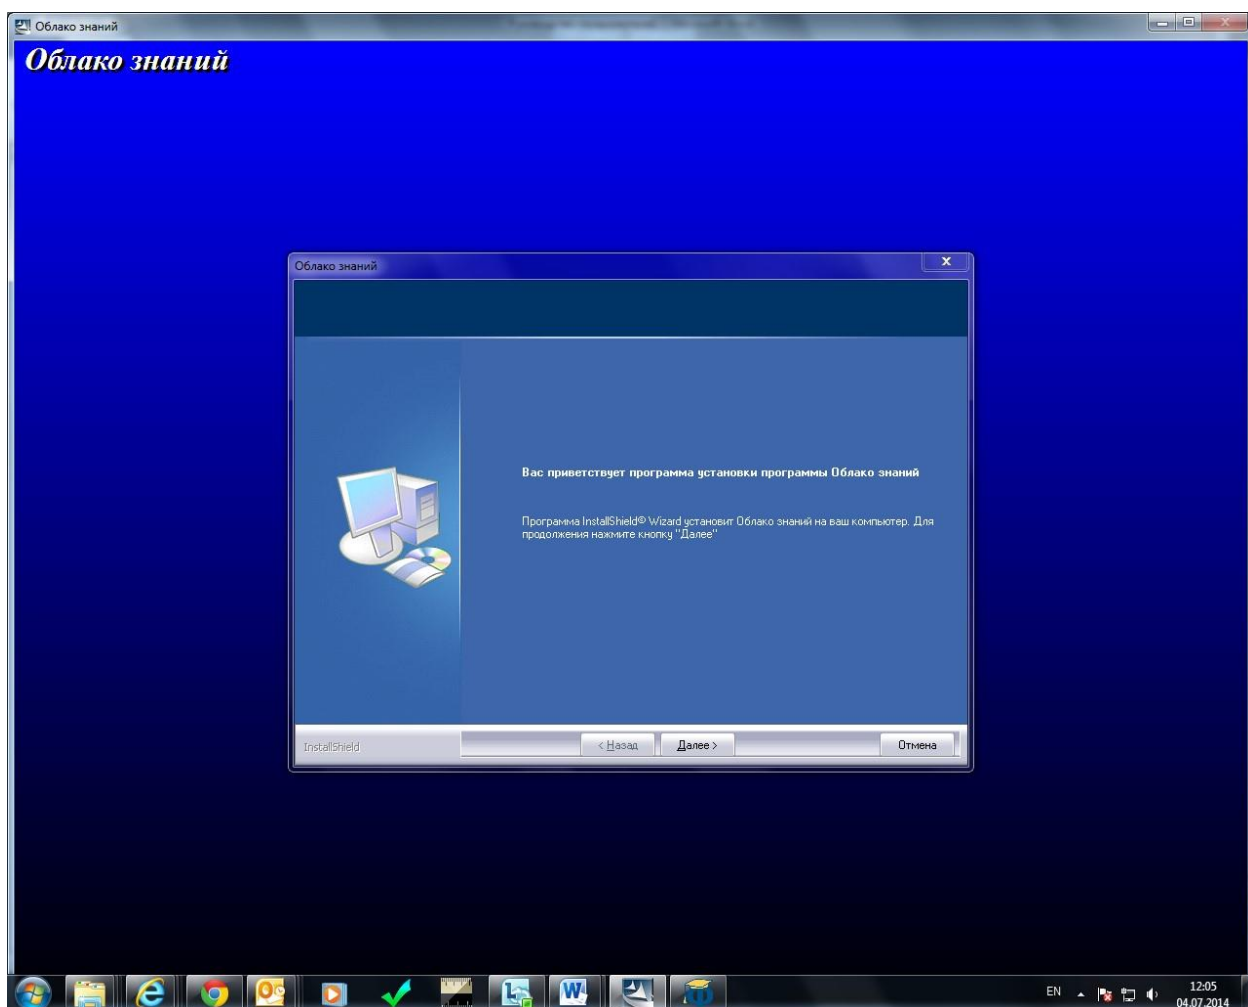 Облако знаний
Облако знаний
Облако знаний
Вас приветствует программа установки программы Облако знаний
Программа InstallShield® Wizard установит Облако знаний на ваш компьютер. Для
продолжения нажмите кнопку "Далее"
InstallShield
< Назад
Далее >
Отмена
EN
12:05
04.07.2014